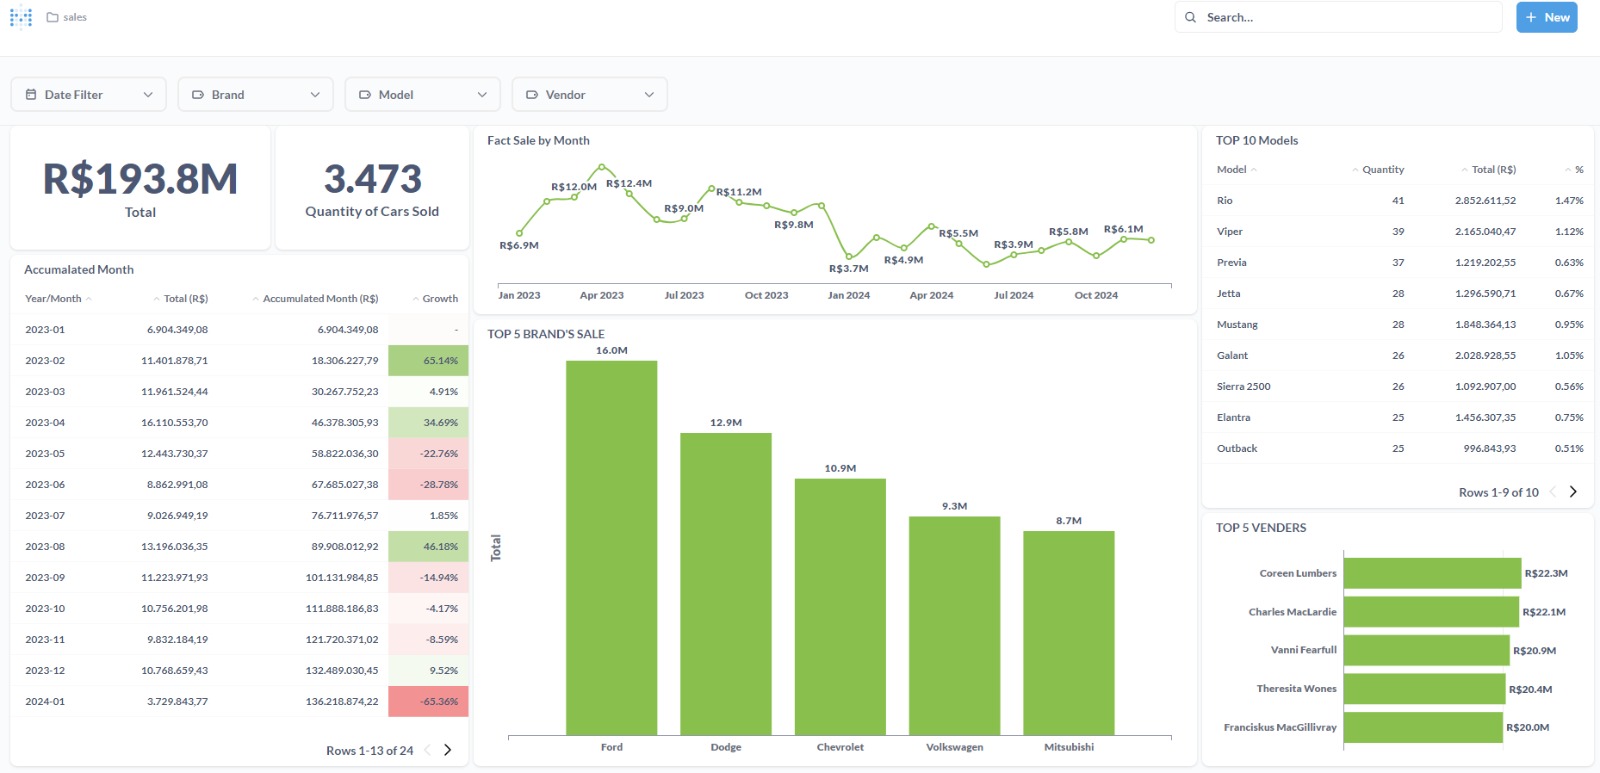 sales
Search...
+ New
Date Filter
Brand
Model
Vendor
R$193.8M
Total
3.473
Quantity of Cars Sold
Accumalated Month
Year/Month Total (R$) Accumulated Month (R$) Growth
2023-01 6.904.349,08 6.904.349,08 -
2023-02 11.401.878,71 18.306.227,79 65.14%
2023-03 11.961.524,44 30.267.752,23 4.91%
2023-04 16.110.553,70 46.378.305,93 34.69%
2023-05 12.443.730,37 58.822.036,30 -22.76%
2023-06 8.862.991,08 67.685.027,38 -28.78%
2023-07 9.026.949,19 76.711.976,57 1.85%
2023-08 13.196.036,35 89.908.012,92 46.18%
2023-09 11.223.971,93 101.131.984,85 -14.94%
2023-10 10.756.201,98 111.888.186,83 -4.17%
2023-11 9.832.184,19 121.720.371,02 -8.59%
2023-12 10.768.659,43 132.489.030,45 9.52%
2024-01 3.729.843,77 136.218.874,22 -65.36%
Rows 1-13 of 24
Fact Sale by Month
R$6.9M
R$12.0M
R$12.4M
R$9.0M
R$11.2M
R$9.8M
R$3.7M
R$4.9M
R$5.5M
R$3.9M
R$5.8M
R$6.1M
Jan 2023 Apr 2023 Jul 2023 Oct 2023 Jan 2024 Apr 2024 Jul 2024 Oct 2024
TOP 5 BRAND'S SALE
Total
16.0M
12.9M
10.9M
9.3M
8.7M
Ford Dodge Chevrolet Volkswagen Mitsubishi
TOP 10 Models
Model Quantity Total (R$) %
Rio 41 2.852.611,52 1.47%
Viper 39 2.165.040,47 1.12%
Previa 37 1.219.202,55 0.63%
Jetta 28 1.296.590,71 0.67%
Mustang 28 1.848.364,13 0.95%
Galant 26 2.028.928,55 1.05%
Sierra 2500 26 1.092.907,00 0.56%
Elantra 25 1.456.307,35 0.75%
Outback 25 996.843,93 0.51%
Rows 1-9 of 10
TOP 5 VENDERS
Coreen Lumbers R$22.3M
Charles MacLardie R$22.1M
Vanni Fearfull R$20.9M
Theresita Wones R$20.4M
Franciskus MacGillivray R$20.0M